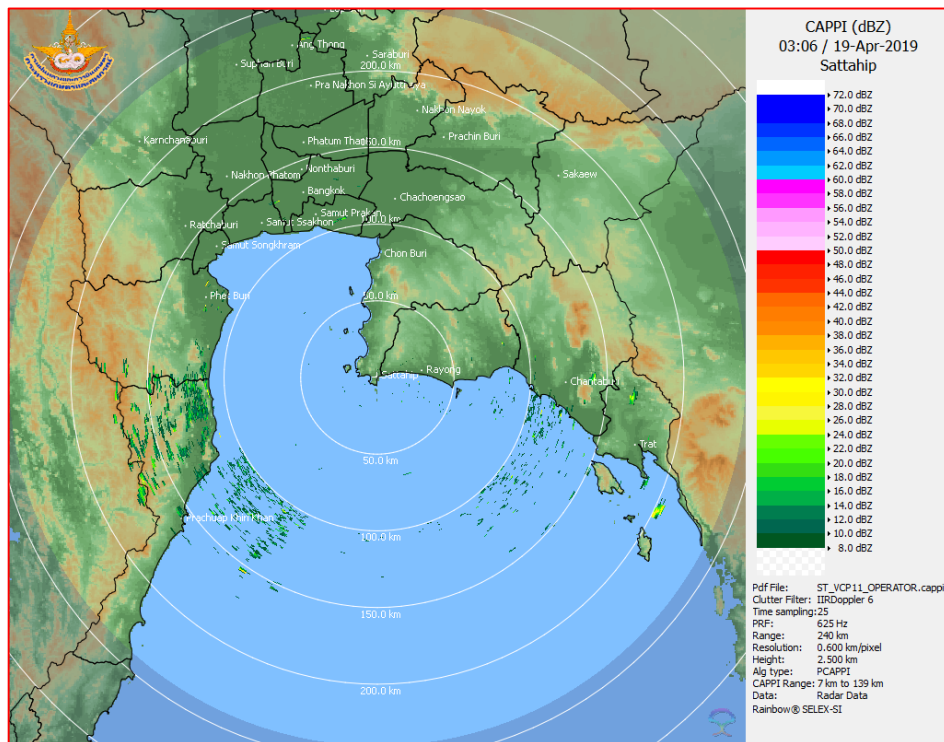 CAPPI (dBZ)
03:06 / 19-Apr-2019
Sattahip
Ang Thong
Saraburi
Suphan Buri
200.0 km
Pra Nakhon Si Ayutthaya
Nakhon Nayok
Prachin Buri
Karnchanaburi
Phatum Thani
Nonthaburi
Nakhon Phatom
Sakaew
Bangkok
Chachoengsao
Samut Prakan
Ratchaburi
Samut Ssakhon
Samut Songkhram
Chon Buri
Phet Buri
Rayong
Sattahip
Chantaburi
Trat
50.0 km
Prachuap Khiri Khan
100.0 km
150.0 km
200.0 km
72.0 dBZ
70.0 dBZ
68.0 dBZ
66.0 dBZ
64.0 dBZ
62.0 dBZ
60.0 dBZ
58.0 dBZ
56.0 dBZ
54.0 dBZ
52.0 dBZ
50.0 dBZ
48.0 dBZ
46.0 dBZ
44.0 dBZ
42.0 dBZ
40.0 dBZ
38.0 dBZ
36.0 dBZ
34.0 dBZ
32.0 dBZ
30.0 dBZ
28.0 dBZ
26.0 dBZ
24.0 dBZ
22.0 dBZ
20.0 dBZ
18.0 dBZ
16.0 dBZ
14.0 dBZ
12.0 dBZ
10.0 dBZ
8.0 dBZ
Pdf File: ST_VCP11_OPERATOR.cappi
Clutter Filter: IIRDoppler 6
Time sampling:25
PRF: 625 Hz
Range: 240 km
Resolution: 0.600 km/pixel
Height: 2.500 km
Alg type: PCAPPI
CAPPI Range: 7 km to 139 km
Data: Radar Data
Rainbow® SELEX-SI